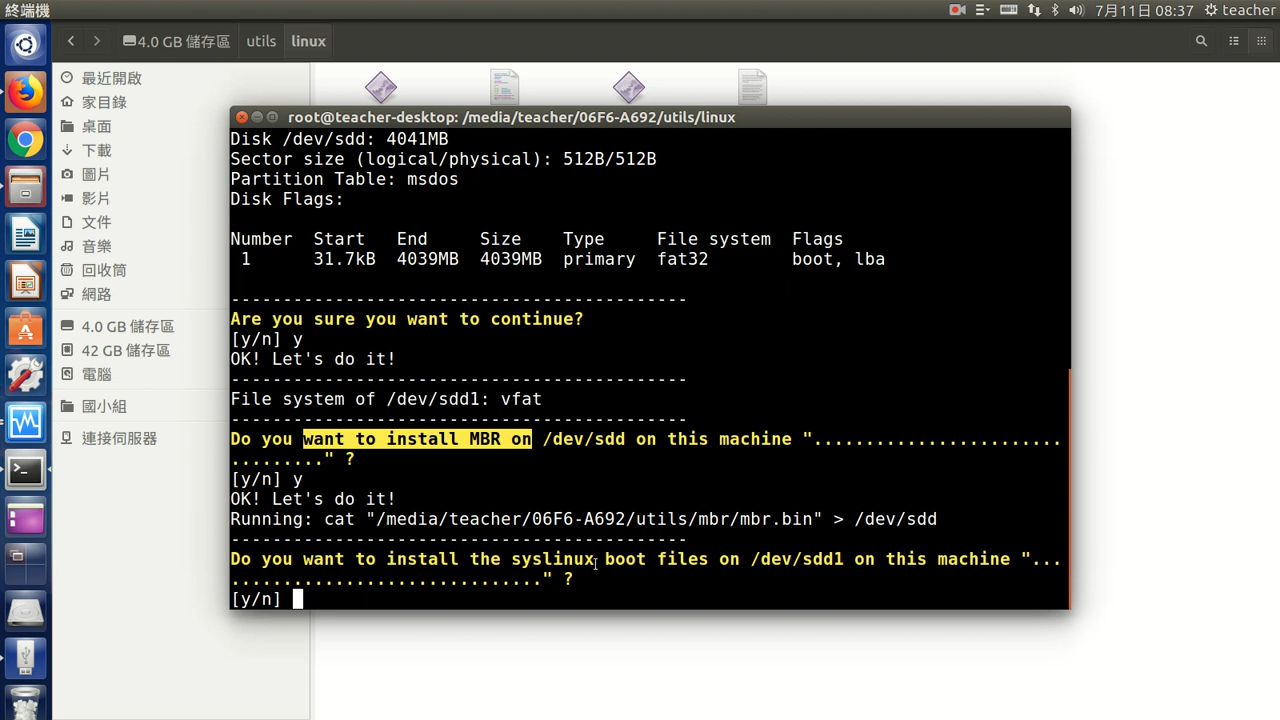 終端機
7月11日 08:37 teacher
4.0 GB 儲存區 utils linux
最近開啟
家目錄
桌面
下載
圖片
影片
文件
音樂
回收筒
網路
4.0 GB 儲存區
42 GB 儲存區
電腦
國小組
連接伺服器
root@teacher-desktop: /media/teacher/06F6-A692/utils/linux
Disk /dev/sdd: 4041MB
Sector size (logical/physical): 512B/512B
Partition Table: msdos
Disk Flags:
Number Start End Size Type File system Flags
1 31.7kB 4039MB 4039MB primary fat32 boot, lba
--------------------------------------------
Are you sure you want to continue?
[y/n] y
OK! Let's do it!
--------------------------------------------
File system of /dev/sdd1: vfat
--------------------------------------------
Do you want to install MBR on /dev/sdd on this machine "........................
........." ?
[y/n] y
OK! Let's do it!
Running: cat "/media/teacher/06F6-A692/utils/mbr/mbr.bin" > /dev/sdd
--------------------------------------------
Do you want to install the syslinux boot files on /dev/sdd1 on this machine "...
.............................." ?
[y/n]